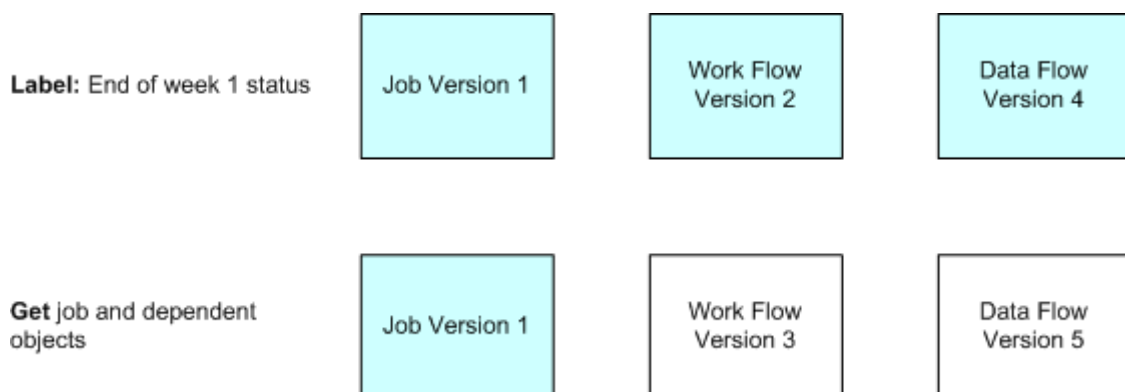 Label: End of week 1 status
Job Version 1
Work Flow
Version 2
Data Flow
Version 4
Get job and dependent
objects
Job Version 1
Work Flow
Version 3
Data Flow
Version 5